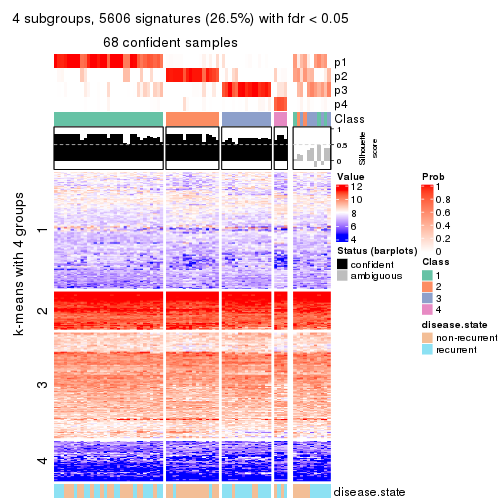 4 subgroups, 5606 signatures (26.5%) with fdr < 0.05
68 confident samples
p1
p2
p3
p4
Class
1
0.5
0
Silhouette
score
k-means with 4 groups
1
2
3
4
disease.state
Value
12
10
8
6
4
Status (barplots)
confident
ambiguous
Prob
1
0.8
0.6
0.4
0.2
0
Class
1
2
3
4
disease.state
non-recurrent
recurrent